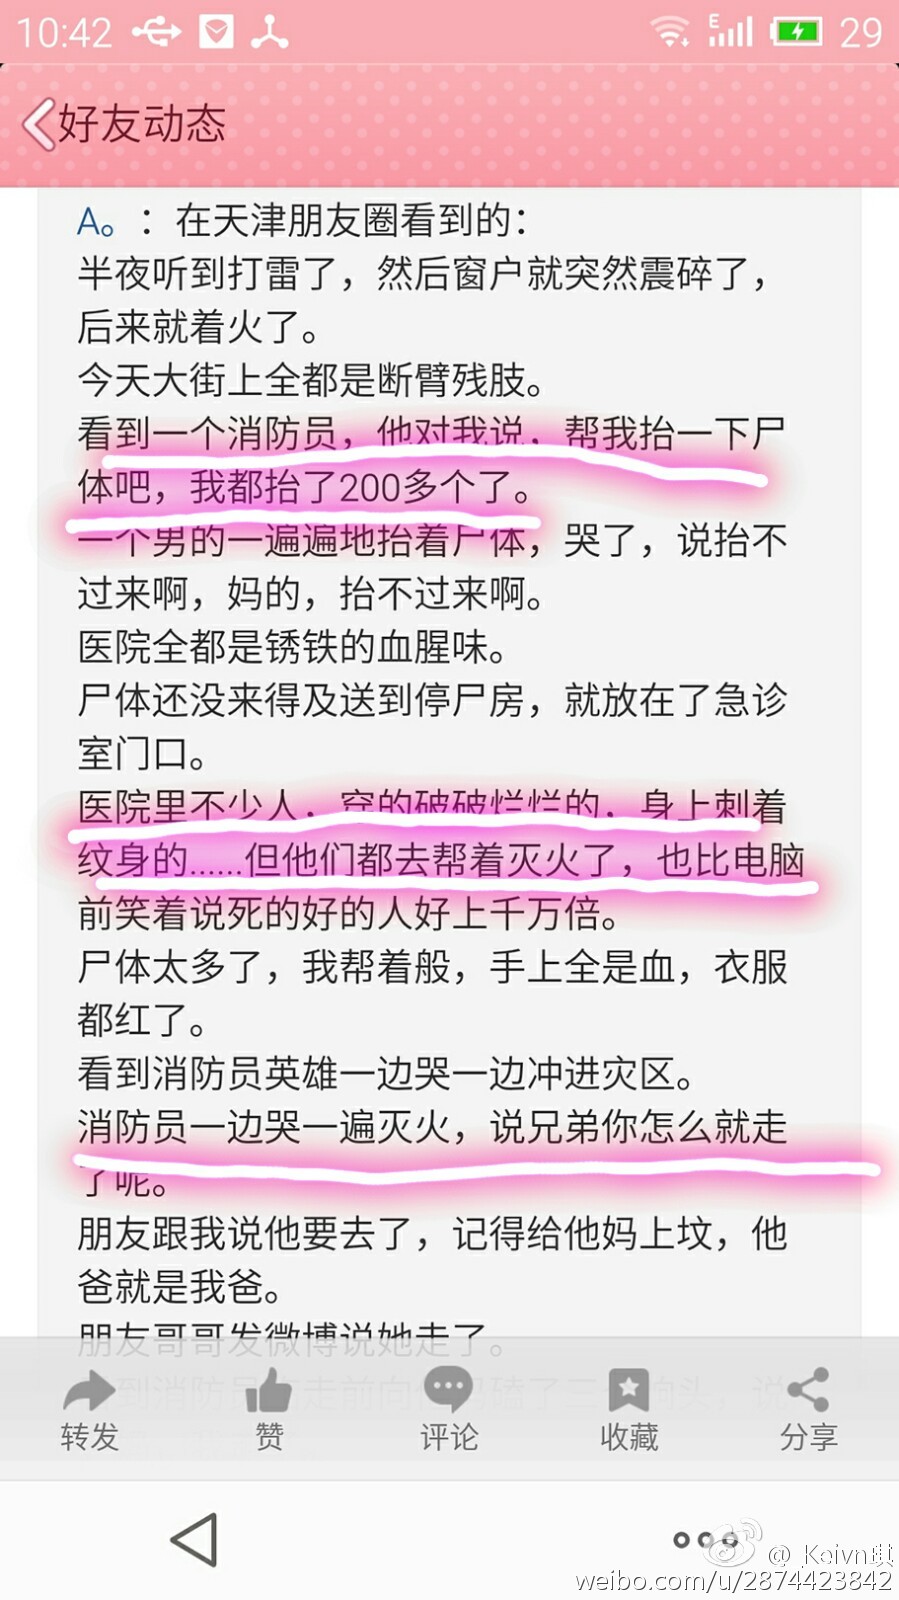 10:42
E
29
好友动态
A。：在天津朋友圈看到的：
半夜听到打雷了，然后窗户就突然震碎了，
后来就着火了。
今天大街上全都是断臂残肢。
看到一个消防员，他对我说，帮我抬一下尸
体吧，我都抬了200多个了。
一个男的一遍遍地抬着尸体，哭了，说抬不
过来啊，妈的，抬不过来啊。
医院全都是锈铁的血腥味。
尸体还没来得及送到停尸房，就放在了急诊
室门口。
医院里不少人，穿的破破烂烂的，身上刺着
纹身的......但他们都去帮着灭火了，也比电脑
前笑着说死的好的人好上千万倍。
尸体太多了，我帮着般，手上全是血，衣服
都红了。
看到消防员英雄一边哭一边冲进灾区。
消防员一边哭一遍灭火，说兄弟你怎么就走
了呢。
朋友跟我说他要去了，记得给他妈上坟，他
爸就是我爸。
朋友哥哥发微博说她走了。
转发
赞
评论
收藏
分享
@_Keivn琪
weibo.com/u/2874423842